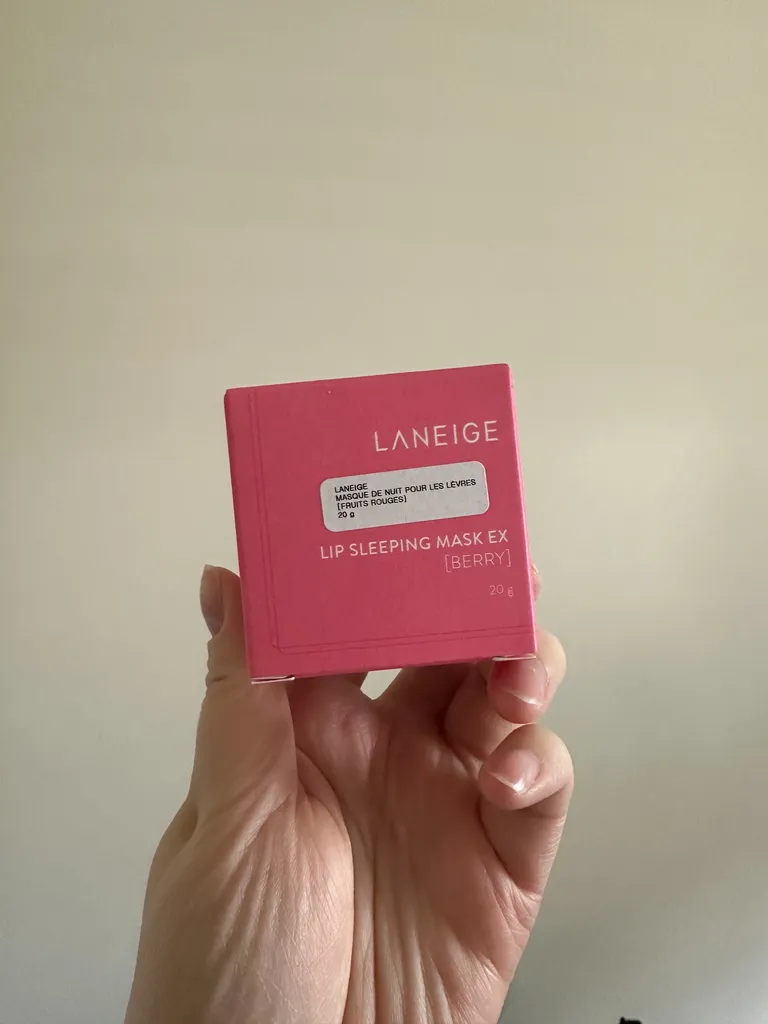 LANEIGE
LANEIGE
MASQUE DE NUIT POUR LES LÈVRES
[FRUITS ROUGES]
20 g
LIP SLEEPING MASK EX
[BERRY]
20 g